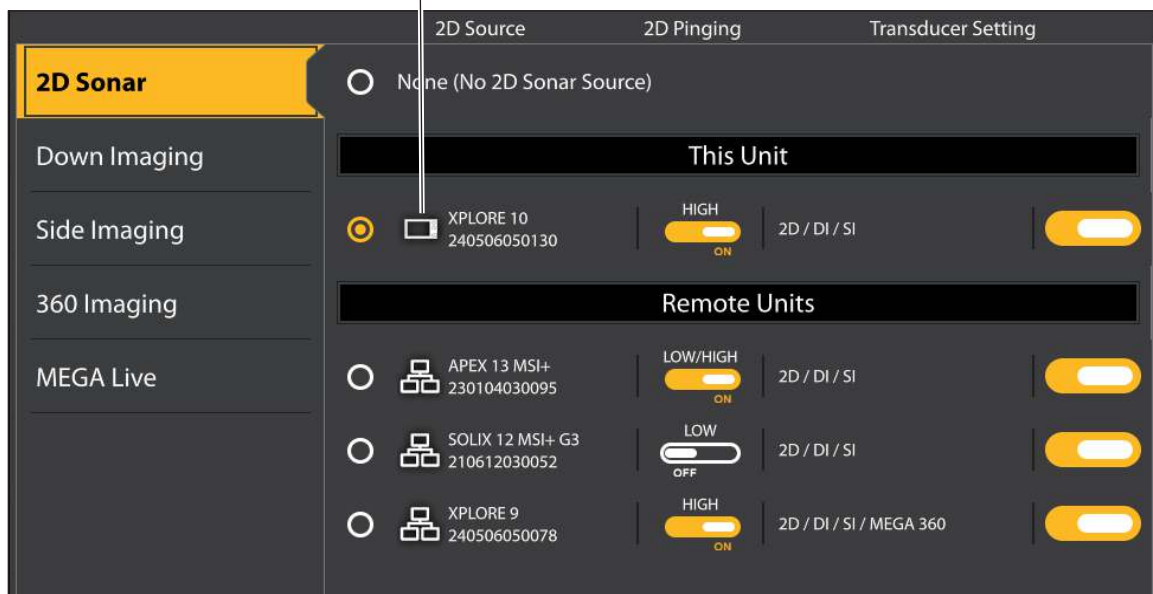 2D Source 2D Pinging Transducer Setting
2D Sonar
None (No 2D Sonar Source)
Down Imaging
This Unit
Side Imaging
XPLORE 10
240506050130
HIGH
ON
2D / DI / SI
360 Imaging
Remote Units
MEGA Live
APEX 13 MSI+
230104030095
LOW/HIGH
ON
2D / DI / SI
SOLIX 12 MSI+ G3
210612030052
LOW
OFF
2D / DI / SI
XPLORE 9
240506050078
HIGH
ON
2D / DI / SI / MEGA 360